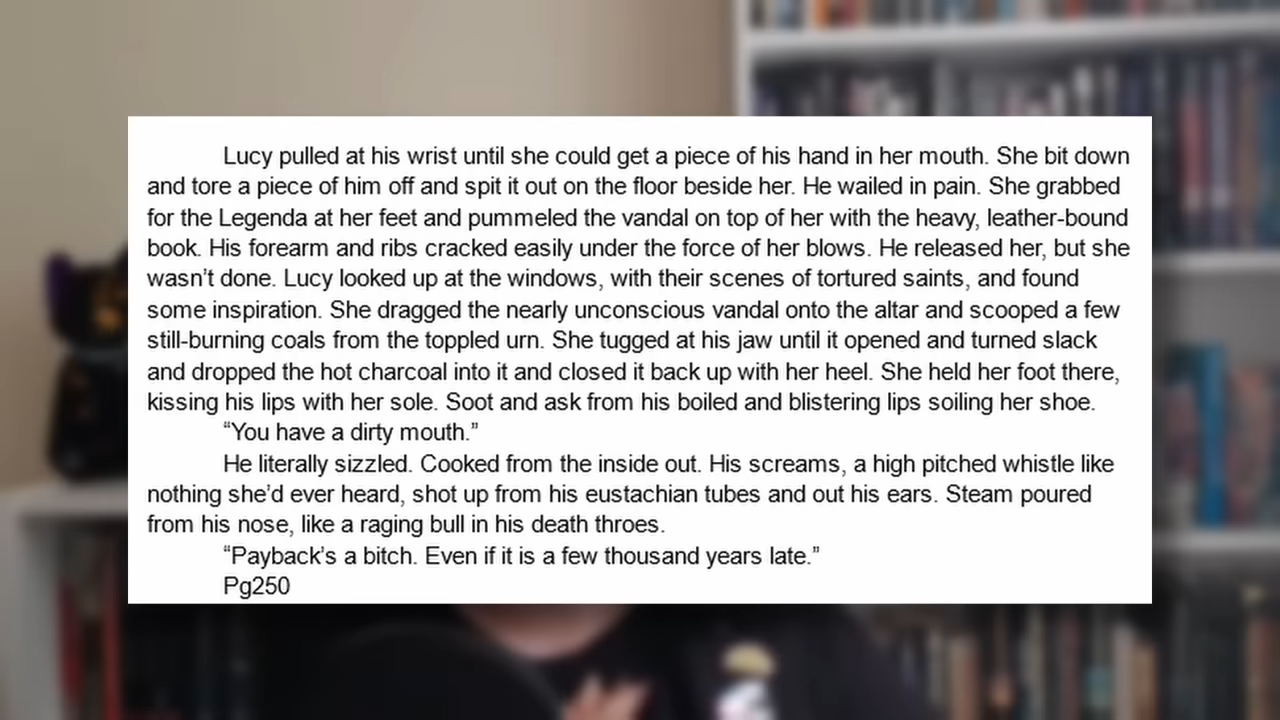 Lucy pulled at his wrist until she could get a piece of his hand in her mouth. She bit down
and tore a piece of him off and spit it out on the floor beside her. He wailed in pain. She grabbed
for the Legenda at her feet and pummeled the vandal on top of her with the heavy, leather-bound
book. His forearm and ribs cracked easily under the force of her blows. He released her, but she
wasn’t done. Lucy looked up at the windows, with their scenes of tortured saints, and found
some inspiration. She dragged the nearly unconscious vandal onto the altar and scooped a few
still-burning coals from the toppled urn. She tugged at his jaw until it opened and turned slack
and dropped the hot charcoal into it and closed it back up with her heel. She held her foot there,
kissing his lips with her sole. Soot and ask from his boiled and blistering lips soiling her shoe.
“You have a dirty mouth.”
He literally sizzled. Cooked from the inside out. His screams, a high pitched whistle like
nothing she’d ever heard, shot up from his eustachian tubes and out his ears. Steam poured
from his nose, like a raging bull in his death throes.
“Payback’s a bitch. Even if it is a few thousand years late.”
Pg250